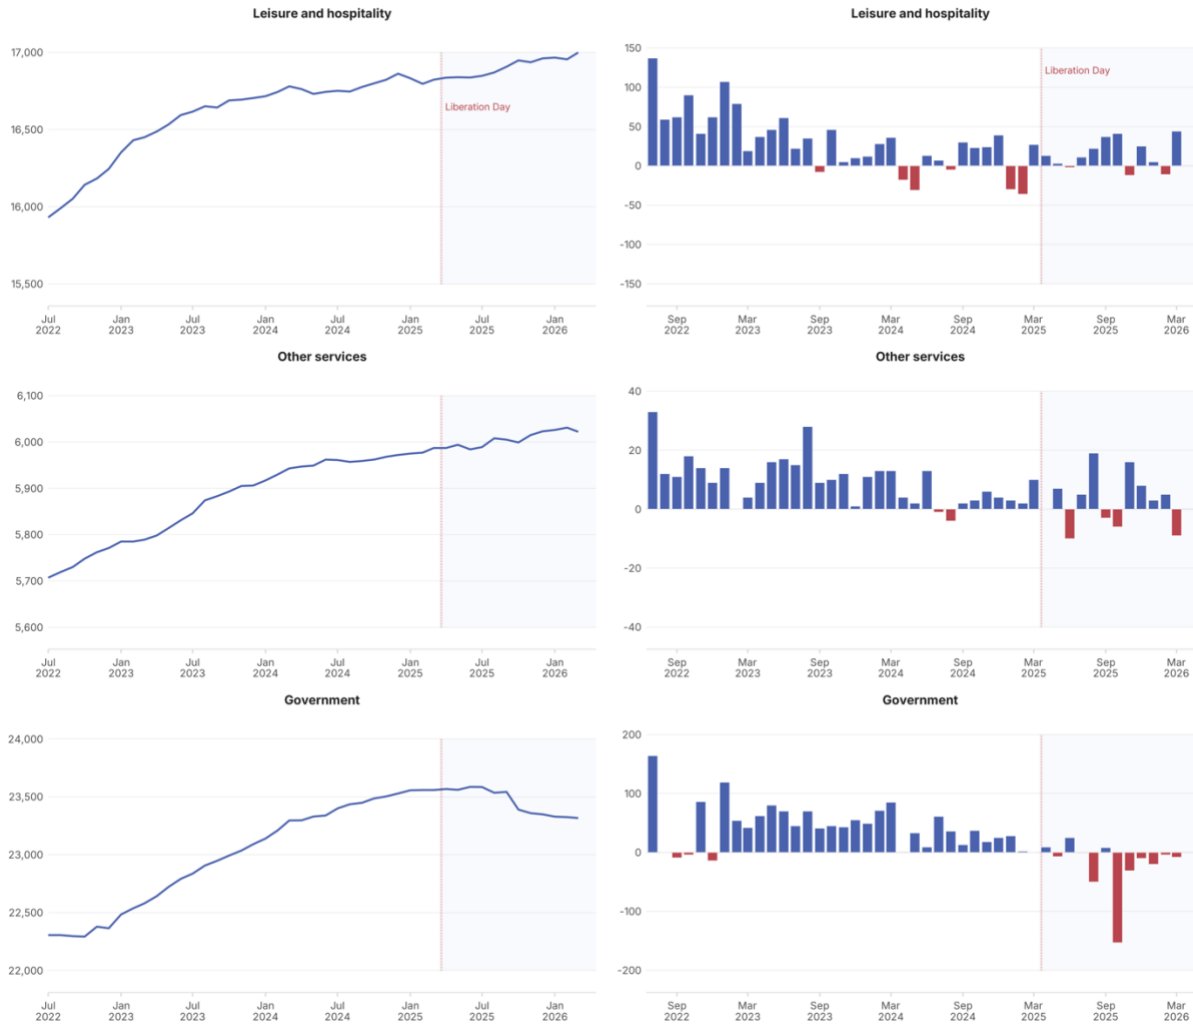 Leisure and hospitality
17,000
16,500
16,000
15,500
Liberation Day
Jul Jan Jul Jan Jul Jan Jul Jan
2022 2023 2023 2024 2024 2025 2025 2026
Leisure and hospitality
150
100
50
0
-50
-100
-150
Liberation Day
Sep Mar Sep Mar Sep Mar Sep Mar
2022 2023 2023 2024 2024 2025 2025 2026
Other services
6,100
6,000
5,900
5,800
5,700
5,600
Jul Jan Jul Jan Jul Jan Jul Jan
2022 2023 2023 2024 2024 2025 2025 2026
Other services
40
20
0
-20
-40
Sep Mar Sep Mar Sep Mar Sep Mar
2022 2023 2023 2024 2024 2025 2025 2026
Government
24,000
23,500
23,000
22,500
22,000
Jul Jan Jul Jan Jul Jan Jul Jan
2022 2023 2023 2024 2024 2025 2025 2026
Government
200
100
0
-100
-200
Sep Mar Sep Mar Sep Mar Sep Mar
2022 2023 2023 2024 2024 2025 2025 2026